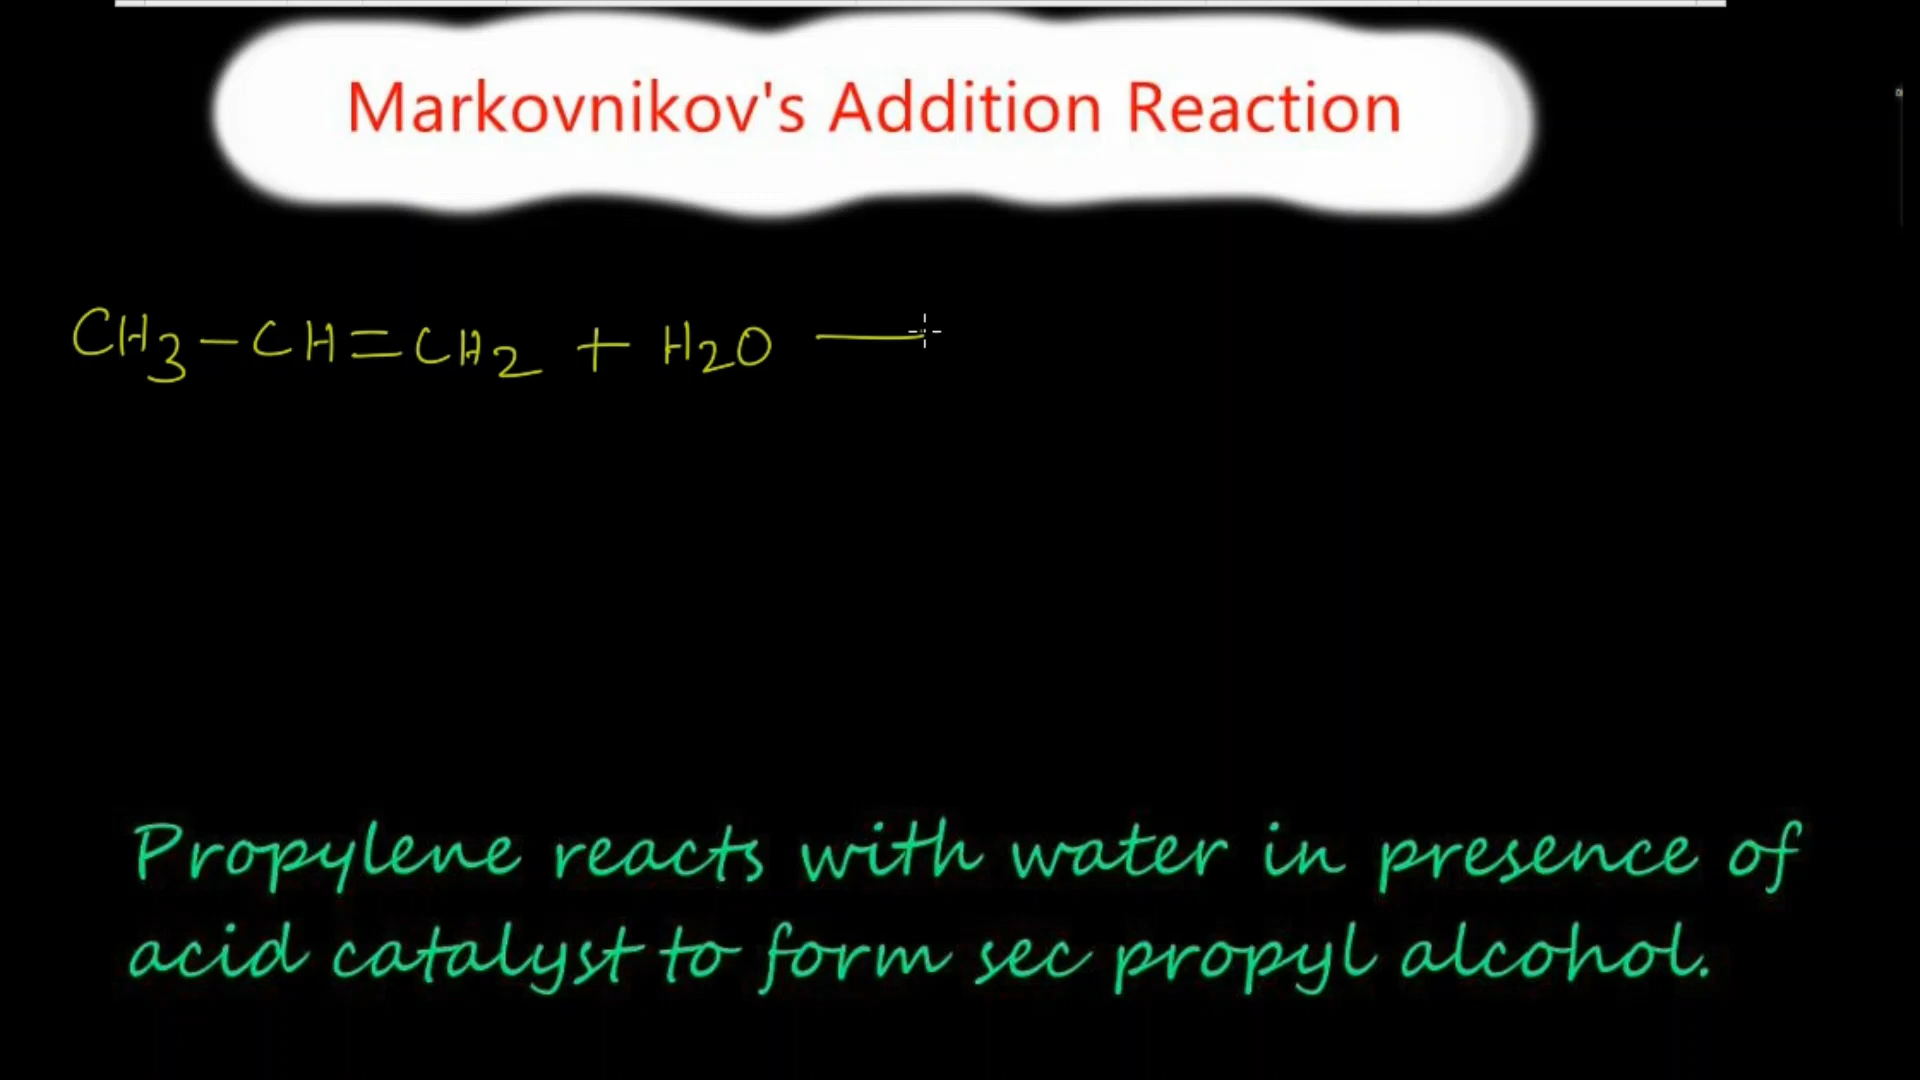 Markovnikov's Addition Reaction
CH3-CH=CH2 + H2O —
Propylene reacts with water in presence of
acid catalyst to form sec propyl alcohol.